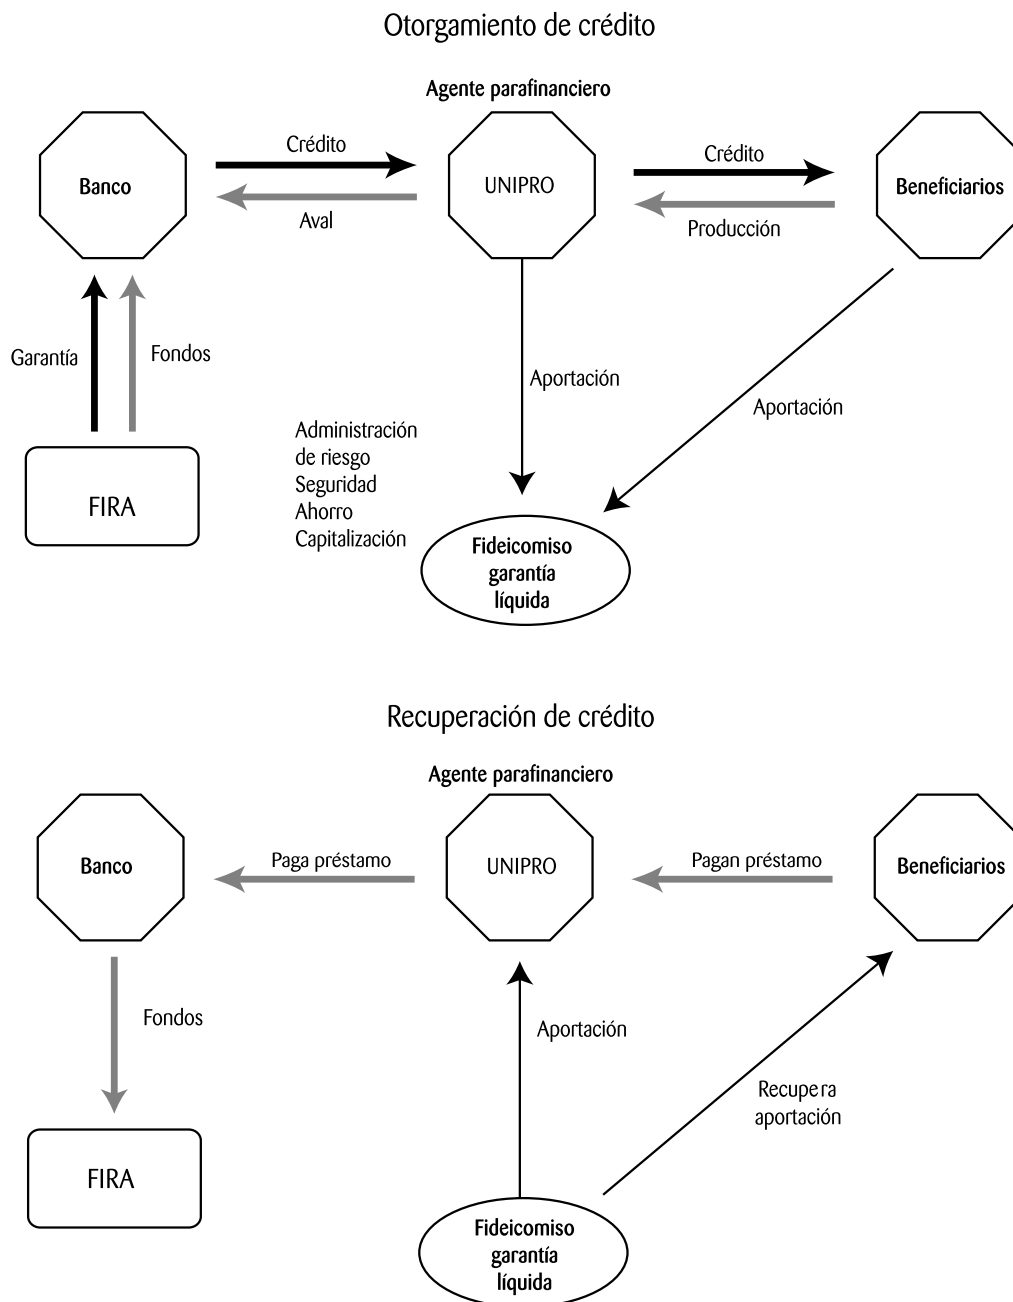 Otorgamiento de crédito
Agente parafinanciero
Banco
Crédito
Aval
UNIPRO
Crédito
Producción
Beneficiarios
Garantía
Fondos
Aportación
Aportación
FIRA
Administración
de riesgo
Seguridad
Ahorro
Capitalización
Fideicomiso
garantía
líquida
Recuperación de crédito
Agente parafinanciero
Banco
Paga préstamo
UNIPRO
Pagan préstamo
Beneficiarios
Fondos
Aportación
Recupera
aportación
FIRA
Fideicomiso
garantía
líquida